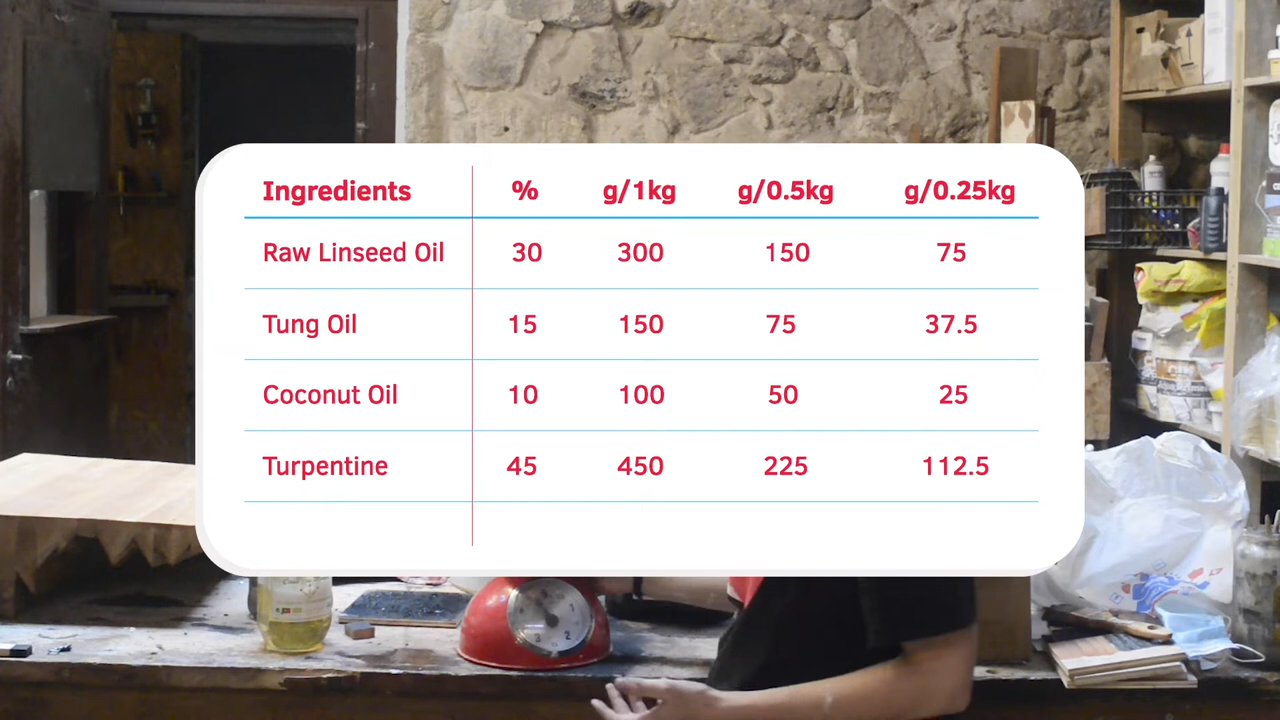 Ingredients % g/1kg g/0.5kg g/0.25kg
Raw Linseed Oil 30 300 150 75
Tung Oil 15 150 75 37.5
Coconut Oil 10 100 50 25
Turpentine 45 450 225 112.5